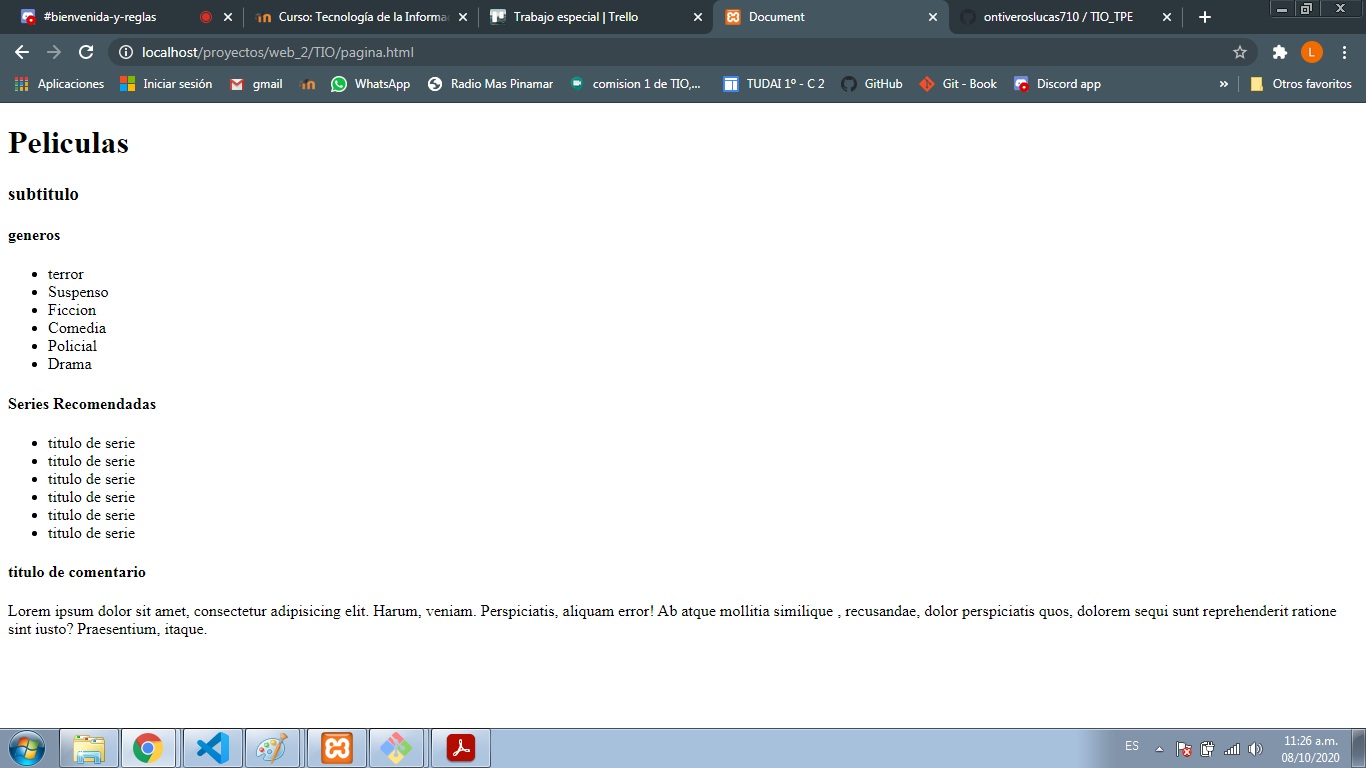 #bienvenida-y-reglas
Curso: Tecnología de la Informa
Trabajo especial | Trello
Document
ontiveroslucas710 / TIO_TPE
localhost/proyectos/web_2/TIO/pagina.html
L
Aplicaciones
Iniciar sesión
gmail
WhatsApp
Radio Mas Pinamar
comision 1 de TIO,...
TUDAI 1º - C 2
GitHub
Git - Book
Discord app
»
Otros favoritos
Peliculas
subtitulo
generos
terror
Suspenso
Ficcion
Comedia
Policial
Drama
Series Recomendadas
titulo de serie
titulo de serie
titulo de serie
titulo de serie
titulo de serie
titulo de serie
titulo de comentario
Lorem ipsum dolor sit amet, consectetur adipisicing elit. Harum, veniam. Perspiciatis, aliquam error! Ab atque mollitia similique , recusandae, dolor perspiciatis quos, dolorem sequi sunt reprehenderit ratione
sint iusto? Praesentium, itaque.
ES
11:26 a.m.
08/10/2020